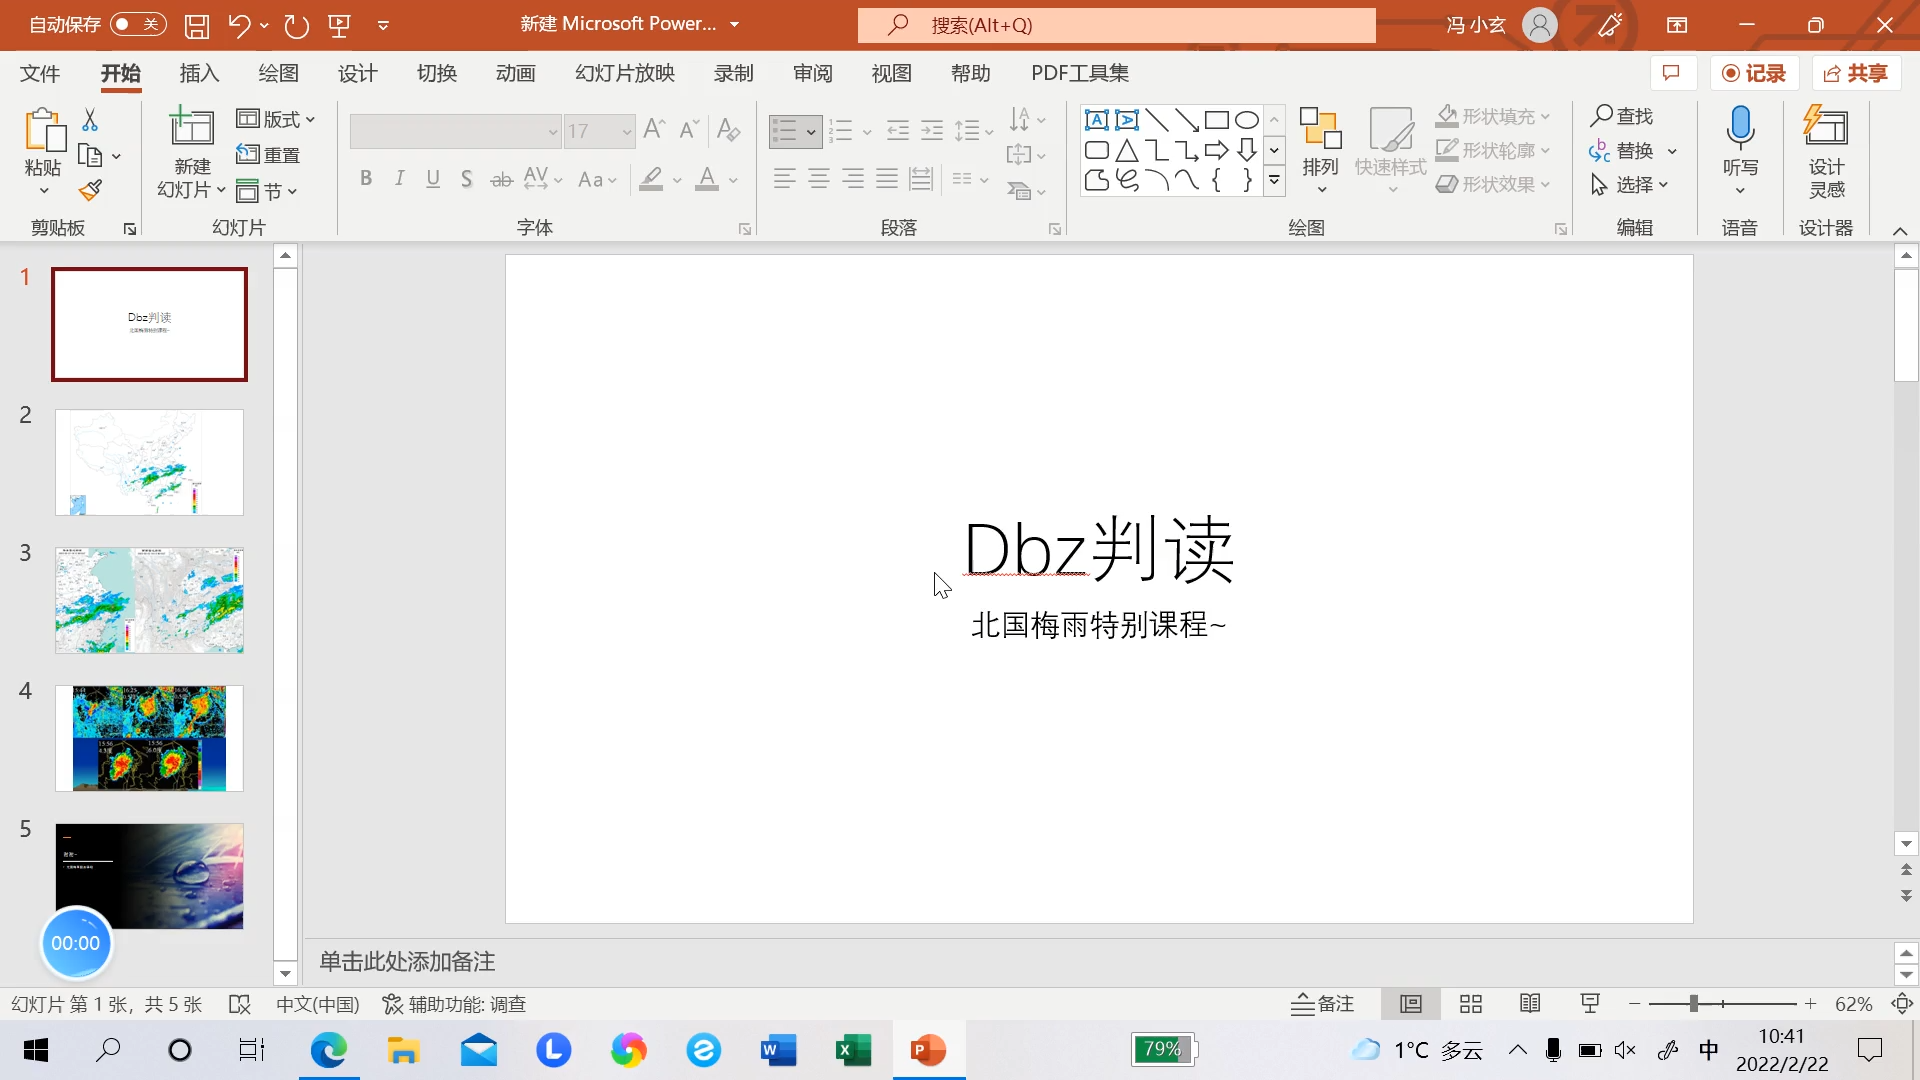 自动保存 关
新建 Microsoft Power...
搜索(Alt+Q)
冯 小玄
文件 开始 插入 绘图 设计 切换 动画 幻灯片放映 录制 审阅 视图 帮助 PDF工具集
记录 共享
粘贴
剪贴板
新建
幻灯片
版式
重置
节
幻灯片
17
B I U S ab AV Aa A
字体
段落
排列
快速样式
形状填充
形状轮廓
形状效果
绘图
查找
替换
选择
编辑
听写
语音
设计
灵感
设计器
1
Dbz判读
北国梅雨特别课程~
2
3
4
15:56
15:56
5
谢谢~
00:00
Dbz判读
北国梅雨特别课程~
单击此处添加备注
幻灯片 第 1 张，共 5 张 中文(中国) 辅助功能: 调查
备注
62%
79%
1°C 多云
中
10:41
2022/2/22